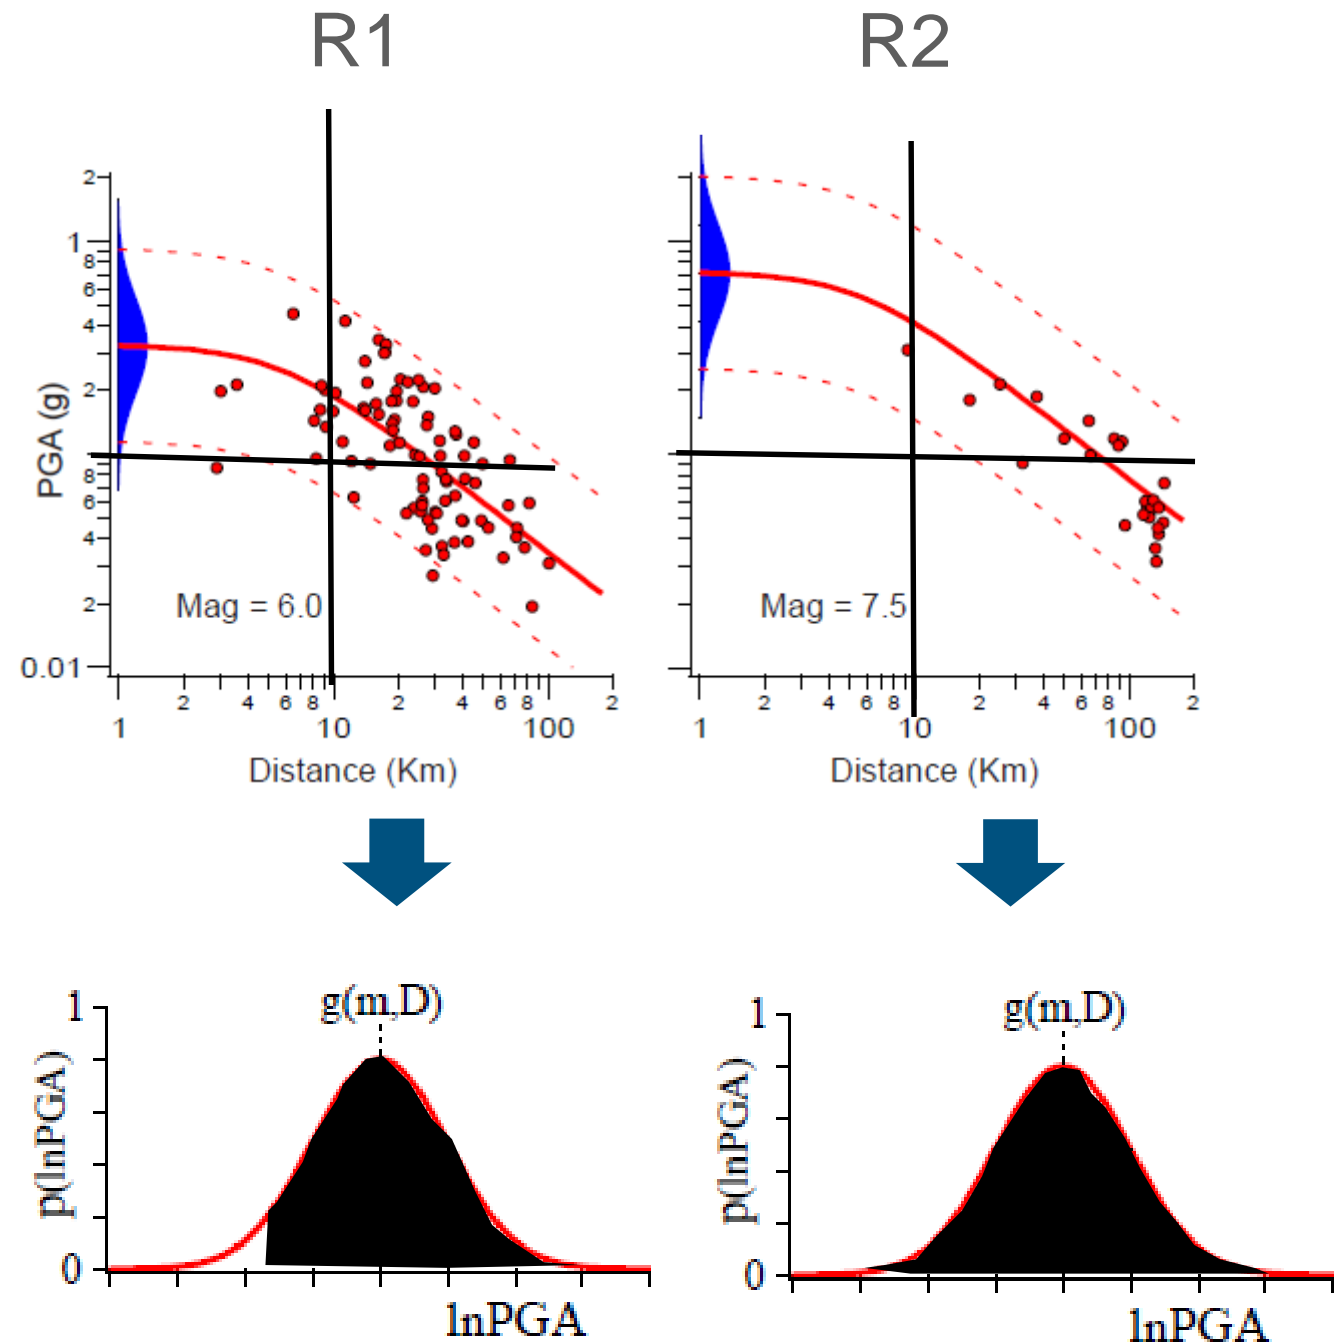 R1
R2
2
1
8
6
4
2
8
6
4
2
0.01
PGA (g)
Mag = 6.0
Mag = 7.5
2 4 6 8 2 4 6 8 2
1 10 100
Distance (Km)
2 4 6 8 2 4 6 8 2
1 10 100
Distance (Km)
g(m,D)
1
0
p(lnPGA)
lnPGA
g(m,D)
1
0
p(lnPGA)
lnPGA